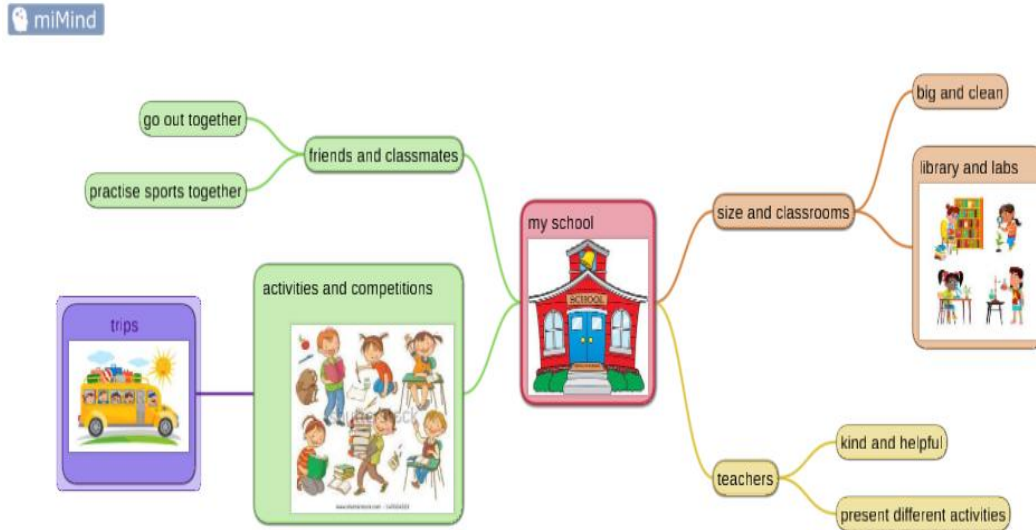 miMind
go out together
friends and classmates
practise sports together
activities and competitions
trips
my school
SCHOOL
size and classrooms
big and clean
library and labs
teachers
kind and helpful
present different activities